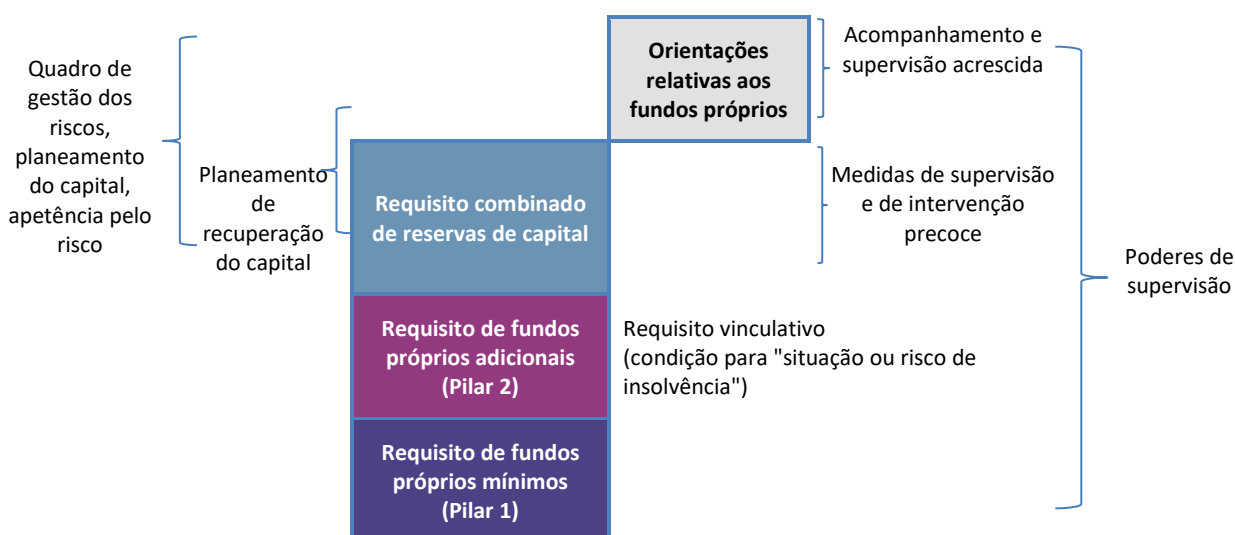 Quadro de
gestão dos
riscos,
planeamento
do capital,
apetência pelo
risco
Planeamento
de
recuperação
do capital
Orientações
relativas aos
fundos próprios
Requisito combinado
de reservas de capital
Requisito de fundos
próprios adicionais
(Pilar 2)
Requisito de fundos
próprios mínimos
(Pilar 1)
Acompanhamento e
supervisão acrescida
Medidas de supervisão
e de intervenção
precoce
Requisito vinculativo
(condição para "situação ou risco de
insolvência")
Poderes de
supervisão